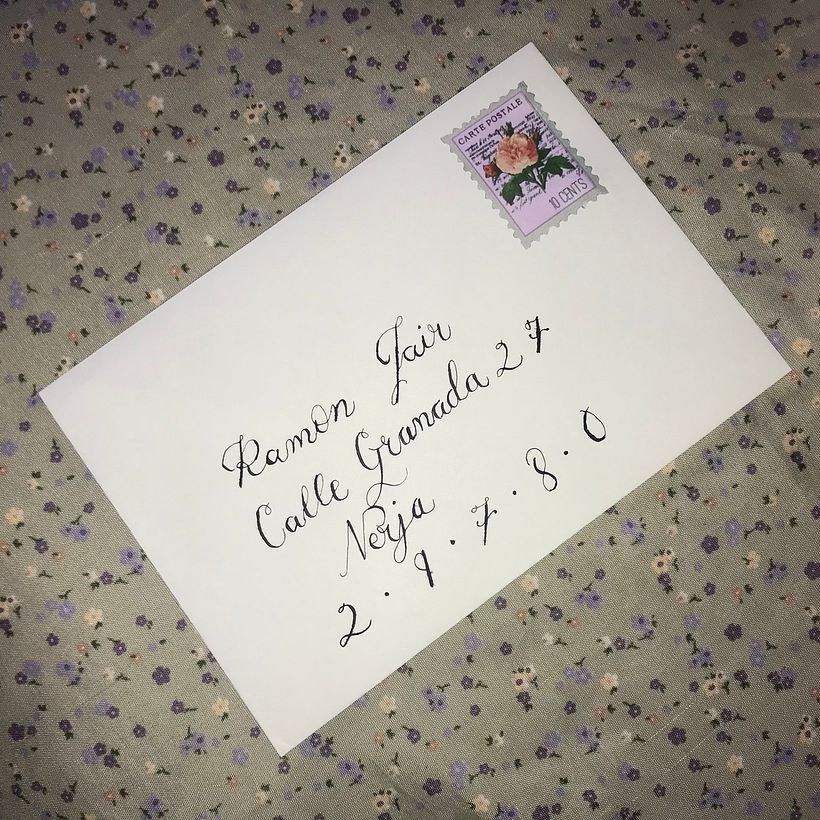 CARTE POSTALE
10 CENTS
Ramon Jair
Calle Granada 27
Nerja
2 · 9 · 7 · 8 · 0